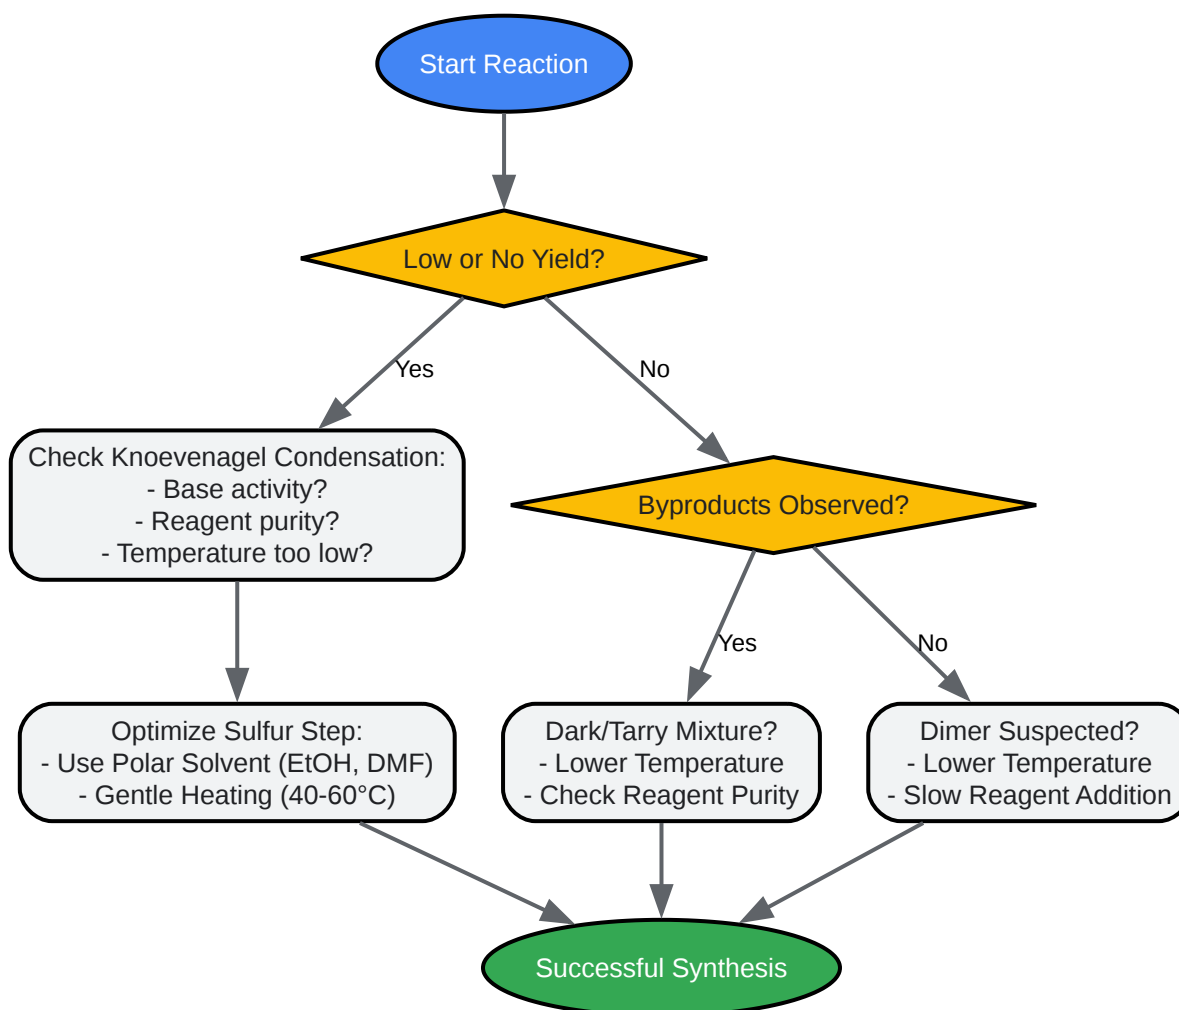 Start Reaction
Low or No Yield?
Yes
No
Check Knoevenagel Condensation:
- Base activity?
- Reagent purity?
- Temperature too low?
Byproducts Observed?
Yes
No
Optimize Sulfur Step:
- Use Polar Solvent (EtOH, DMF)
- Gentle Heating (40-60°C)
Dark/Tarry Mixture?
- Lower Temperature
- Check Reagent Purity
Dimer Suspected?
- Lower Temperature
- Slow Reagent Addition
Successful Synthesis